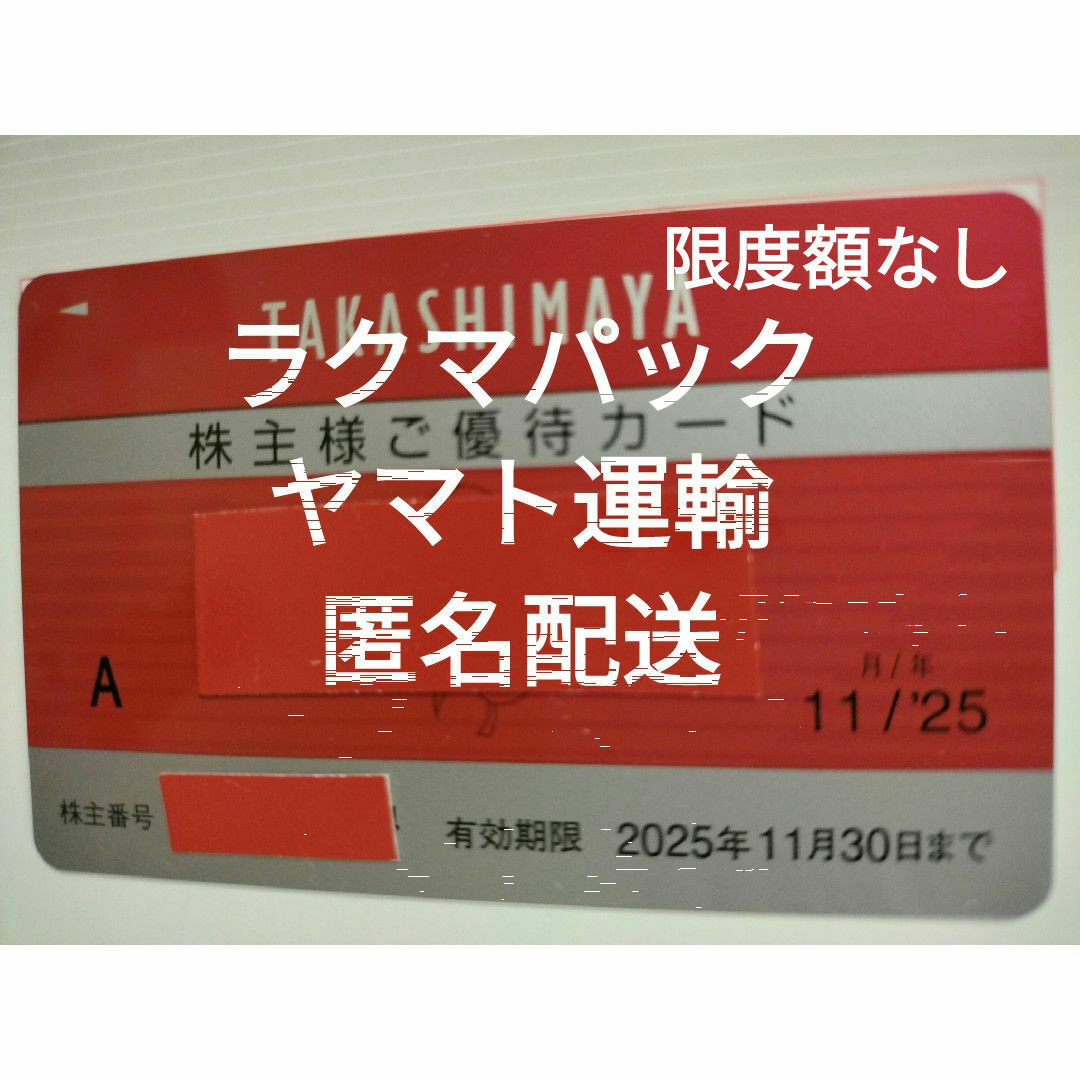 限度額なし
TAKASHIMAYA
ラクマパック
株主様ご優待カード
ヤマト運輸
匿名配送
A
月/年
11/'25
株主番号
有効期限 2025年11月30日まで